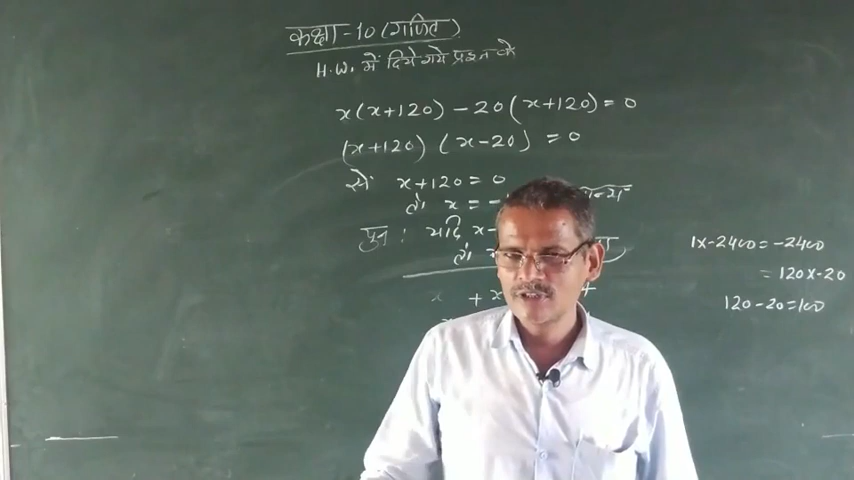 कक्षा-10 (गणित)
H.W. में दिये गये प्रश्न के
x(x+120) - 20(x+120) = 0
(x+120) (x-20) = 0
x+120 = 0
तो x = -
पुन: यदि x-
तो
+ x +
1x-2400 = -2400
= 120x-20
120-20=100